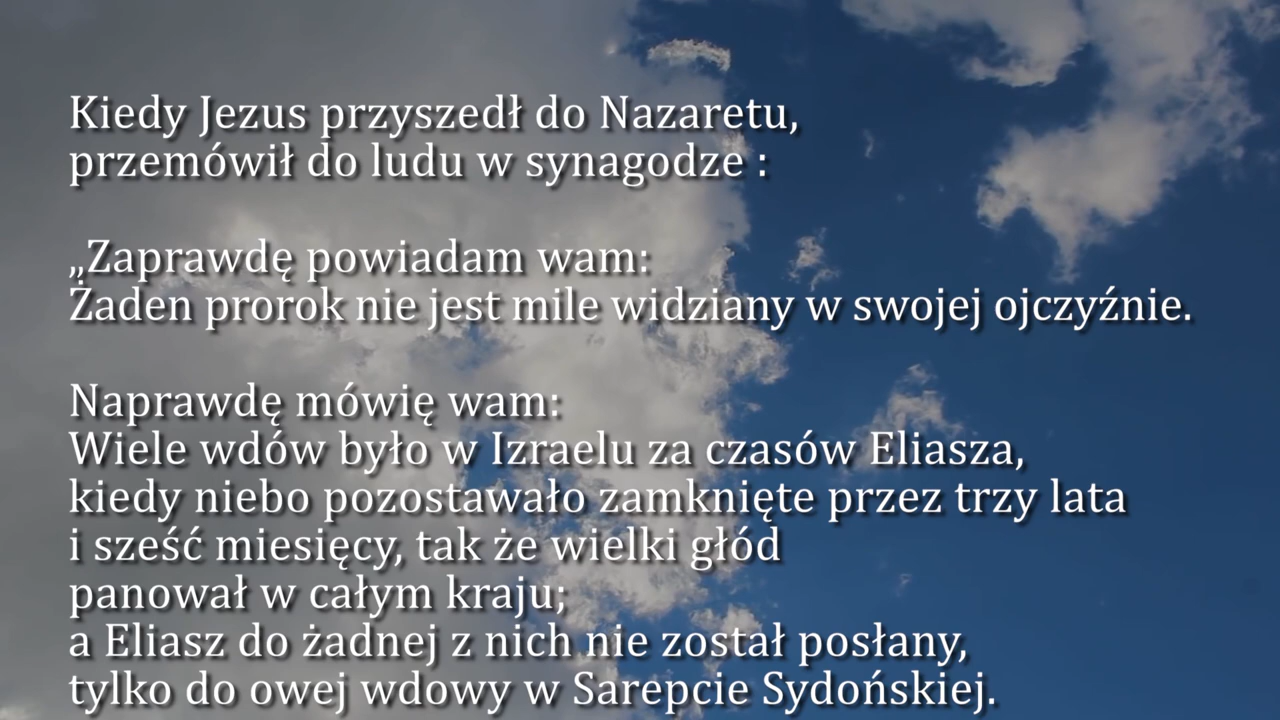 Kiedy Jezus przyszedł do Nazaretu,
przemówił do ludu w synagodze :
„Zaprawdę powiadam wam:
Żaden prorok nie jest mile widziany w swojej ojczyźnie.
Naprawdę mówię wam:
Wiele wdów było w Izraelu za czasów Eliasza,
kiedy niebo pozostawało zamknięte przez trzy lata
i sześć miesięcy, tak że wielki głód
panował w całym kraju;
a Eliasz do żadnej z nich nie został posłany,
tylko do owej wdowy w Sarepcie Sydońskiej.